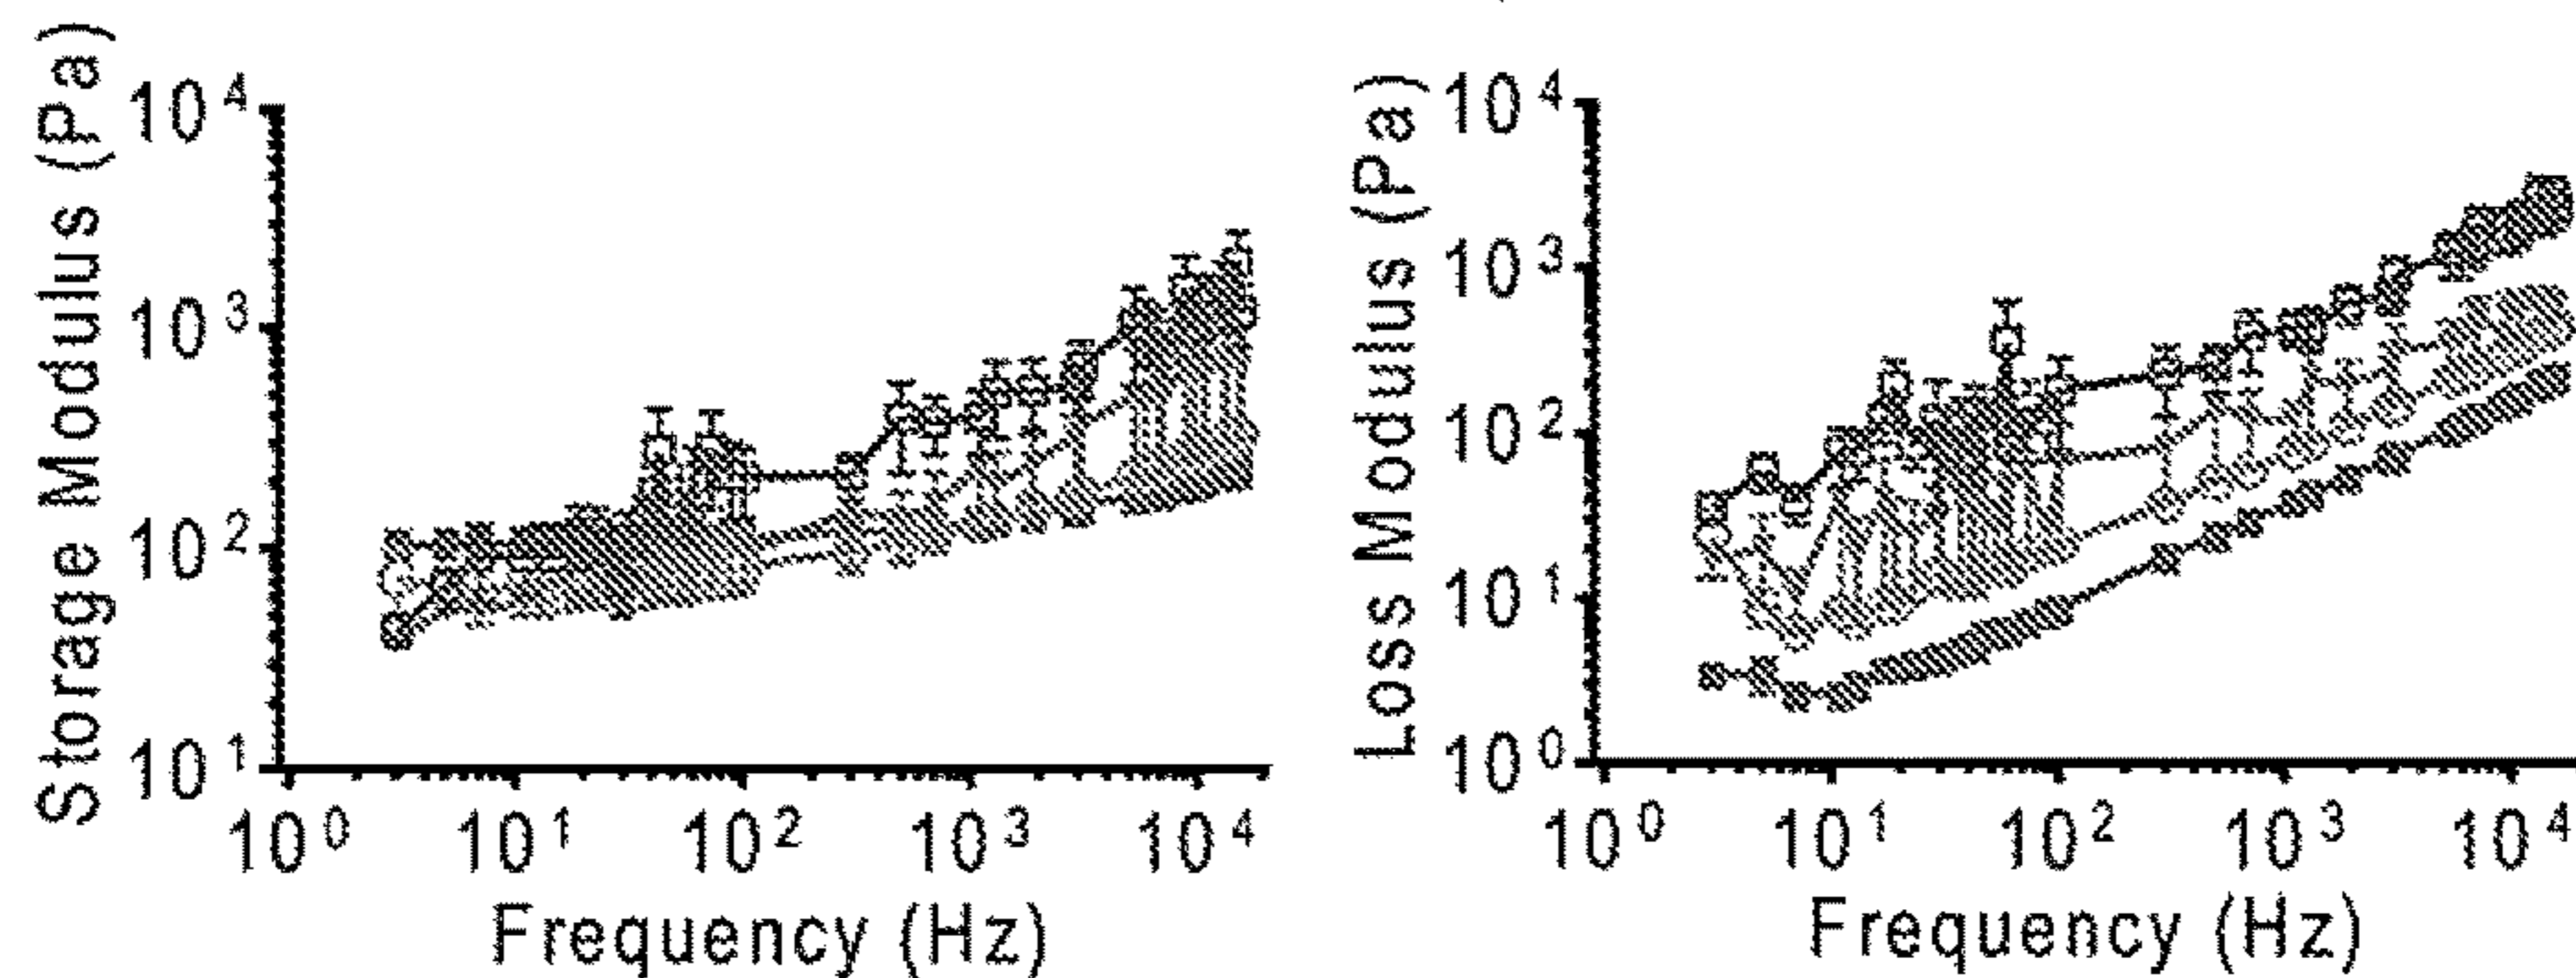 Storage Modulus (Pa)
10⁴
10³
10²
10¹
10⁰ 10¹ 10² 10³ 10⁴
Frequency (Hz)
Loss Modulus (Pa)
10⁴
10³
10²
10¹
10⁰
10⁰ 10¹ 10² 10³ 10⁴
Frequency (Hz)